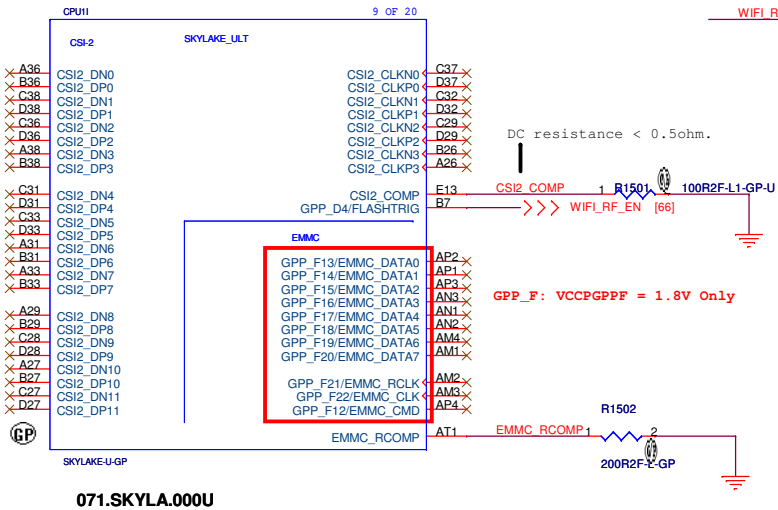 CPU1I
9 OF 20
WIFI_R
CSI-2
SKYLAKE_ULT
A36 CSI2_DN0
B36 CSI2_DP0
C38 CSI2_DN1
D38 CSI2_DP1
C36 CSI2_DN2
D36 CSI2_DP2
A38 CSI2_DN3
B38 CSI2_DP3
CSI2_CLKN0 C37
CSI2_CLKP0 D37
CSI2_CLKN1 C32
CSI2_CLKP1 D32
CSI2_CLKN2 C29
CSI2_CLKP2 D29
CSI2_CLKN3 B26
CSI2_CLKP3 A26
DC resistance < 0.5ohm.
C31 CSI2_DN4
D31 CSI2_DP4
C33 CSI2_DN5
D33 CSI2_DP5
A31 CSI2_DN6
B31 CSI2_DP6
A33 CSI2_DN7
B33 CSI2_DP7
CSI2_COMP E13 CSI2_COMP 1 R1501 100R2F-L1-GP-U
GPP_D4/FLASHTRIG B7 WIFI_RF_EN [66]
EMMC
GPP_F13/EMMC_DATA0 AP2
GPP_F14/EMMC_DATA1 AP1
GPP_F15/EMMC_DATA2 AP3
GPP_F16/EMMC_DATA3 AN3
GPP_F17/EMMC_DATA4 AN1
GPP_F18/EMMC_DATA5 AN2
GPP_F19/EMMC_DATA6 AM4
GPP_F20/EMMC_DATA7 AM1
GPP_F: VCCPGPPF = 1.8V Only
A29 CSI2_DN8
B29 CSI2_DP8
C28 CSI2_DN9
D28 CSI2_DP9
A27 CSI2_DN10
B27 CSI2_DP10
C27 CSI2_DN11
D27 CSI2_DP11
GPP_F21/EMMC_RCLK AM2
GPP_F22/EMMC_CLK AM3
GPP_F12/EMMC_CMD AP4
R1502
GP
EMMC_RCOMP AT1 EMMC_RCOMP 1 2
200R2F-L-GP
SKYLAKE-U-GP
071.SKYLA.000U